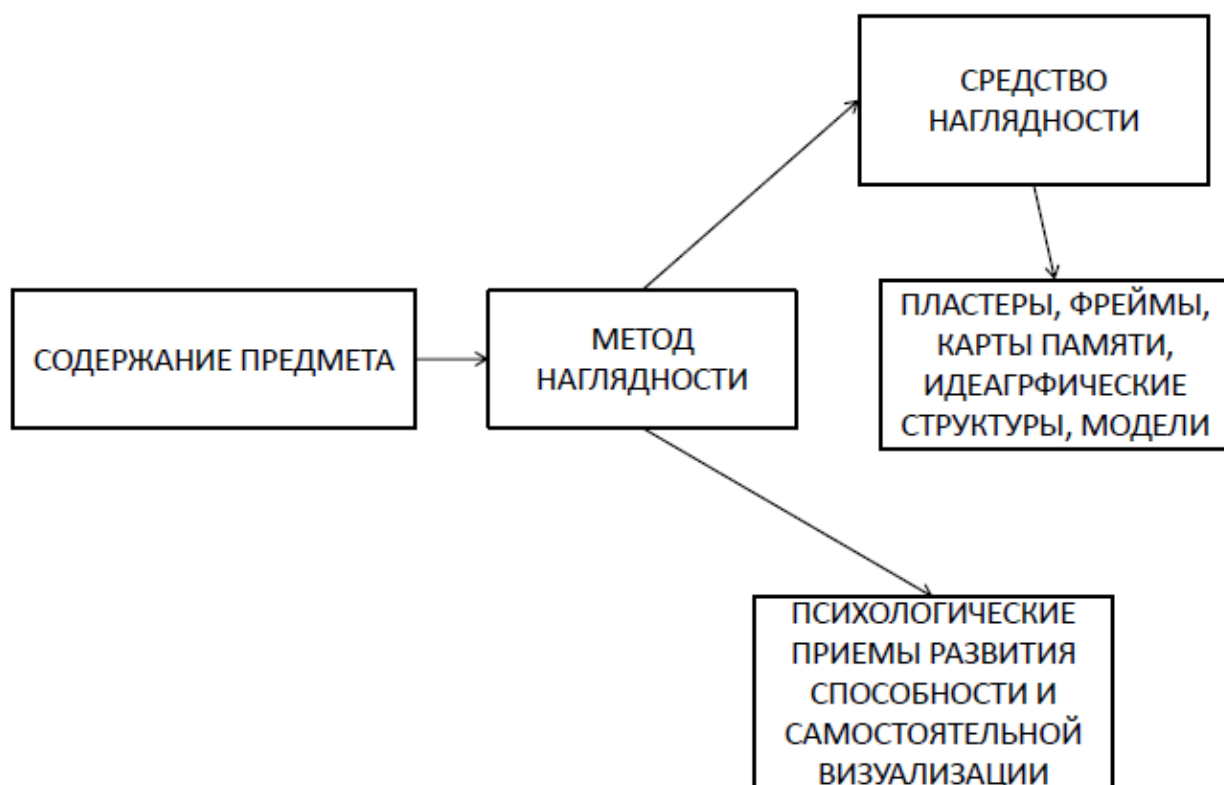 СРЕДСТВО
НАГЛЯДНОСТИ
СОДЕРЖАНИЕ ПРЕДМЕТА
МЕТОД
НАГЛЯДНОСТИ
ПЛАСТЕРЫ, ФРЕЙМЫ,
КАРТЫ ПАМЯТИ,
ИДЕАГРФИЧЕСКИЕ
СТРУКТУРЫ, МОДЕЛИ
ПСИХОЛОГИЧЕСКИЕ
ПРИЕМЫ РАЗВИТИЯ
СПОСОБНОСТИ И
САМОСТОЯТЕЛЬНОЙ
ВИЗУАЛИЗАЦИИ